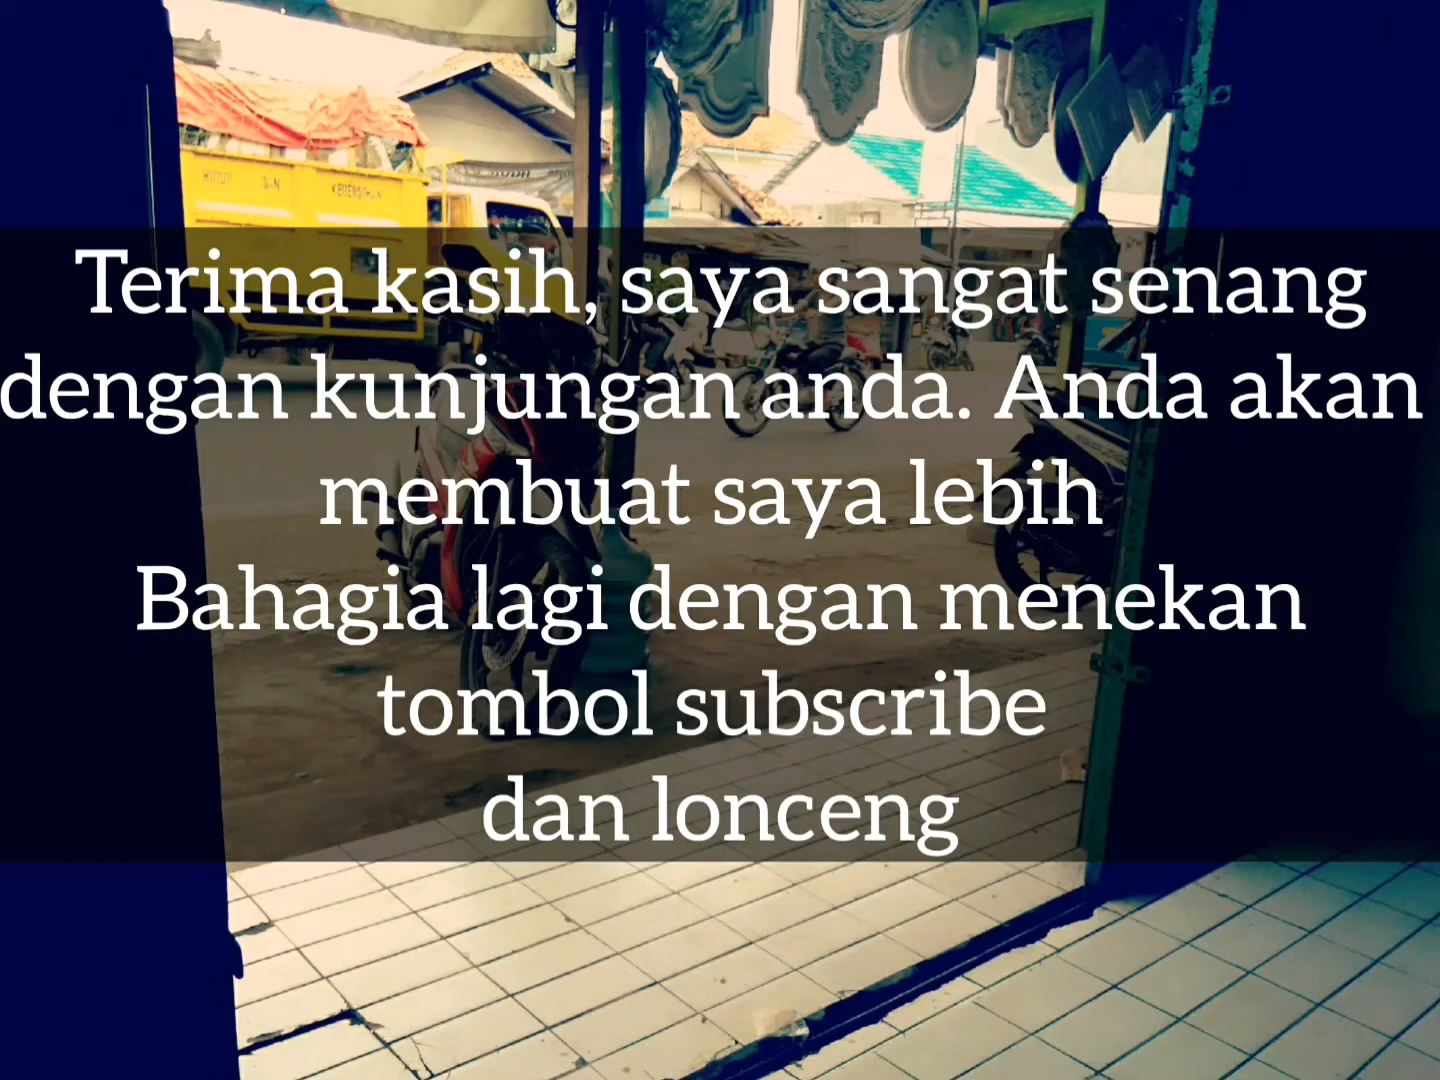 KEBERSIHAN
Terima kasih, saya sangat senang
dengan kunjungan anda. Anda akan
membuat saya lebih
Bahagia lagi dengan menekan
tombol subscribe
dan lonceng